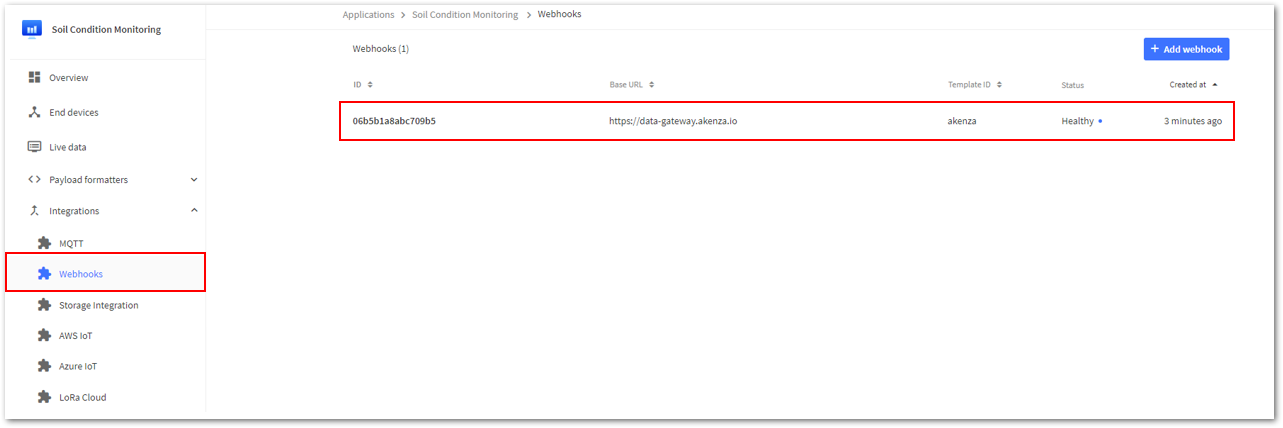 Soil Condition Monitoring
Overview
End devices
Live data
Payload formatters
Integrations
MQTT
Webhooks
Storage Integration
AWS IoT
Azure IoT
LoRa Cloud
Applications > Soil Condition Monitoring > Webhooks
Webhooks (1)
+ Add webhook
ID Base URL Template ID Status Created at
06b5b1a8abc709b5 https://data-gateway.akenza.io akenza Healthy 3 minutes ago